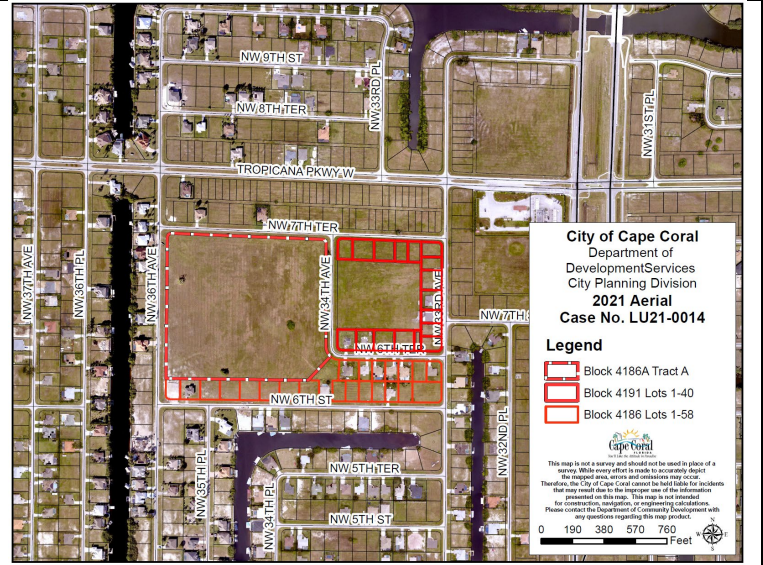 NW 9TH ST
NW 33RD PL
NW 8TH TER
NW 31ST PL
TROPICANA PKWY W
NW 7TH TER
NW 37TH AVE
NW 36TH PL
NW 36TH AVE
NW 34TH AVE
NW 33RD AVE
NW 7TH
NW 6TH TER
NW 6TH ST
NW 32ND PL
NW 35TH PL
NW 34TH PL
NW 5TH TER
NW 5TH ST
City of Cape Coral
Department of
DevelopmentServices
City Planning Division
2021 Aerial
Case No. LU21-0014
Legend
Block 4186A Tract A
Block 4191 Lots 1-40
Block 4186 Lots 1-58
Cape Coral
FLORIDA
This map is not a survey and should not be used in place of a
survey. While every effort is made to accurately depict
the mapped area, errors and omissions may occur.
Therefore, the City of Cape Coral cannot be held liable for incidents
that may result due to the improper use of the information
presented on this map. This map is not intended
for construction, navigation, or engineering calculations.
Please contact the Department of Community Development with
any questions regarding this map product.
0 190 380 570 760
Feet
N
W E
S